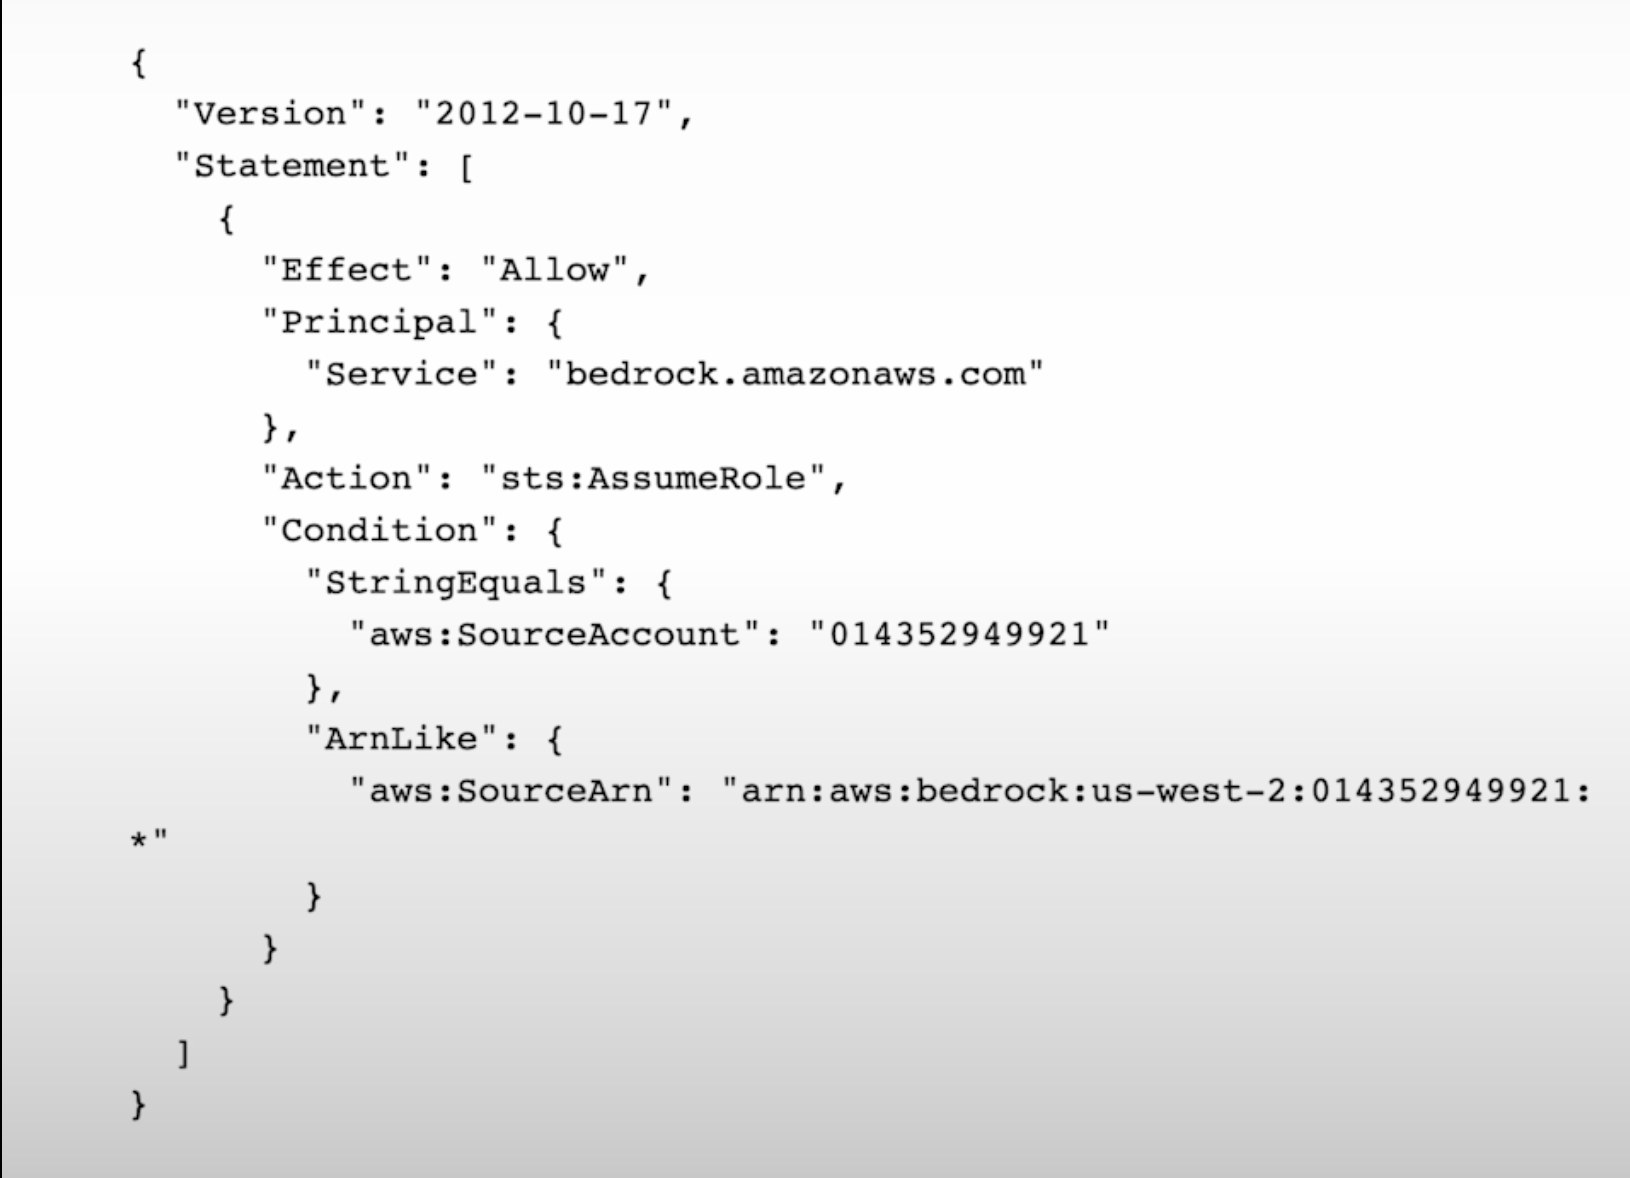 {
  "Version": "2012-10-17",
  "Statement": [
    {
      "Effect": "Allow",
      "Principal": {
        "Service": "bedrock.amazonaws.com"
      },
      "Action": "sts:AssumeRole",
      "Condition": {
        "StringEquals": {
          "aws:SourceAccount": "014352949921"
        },
        "ArnLike": {
          "aws:SourceArn": "arn:aws:bedrock:us-west-2:014352949921:
*"
        }
      }
    }
  ]
}